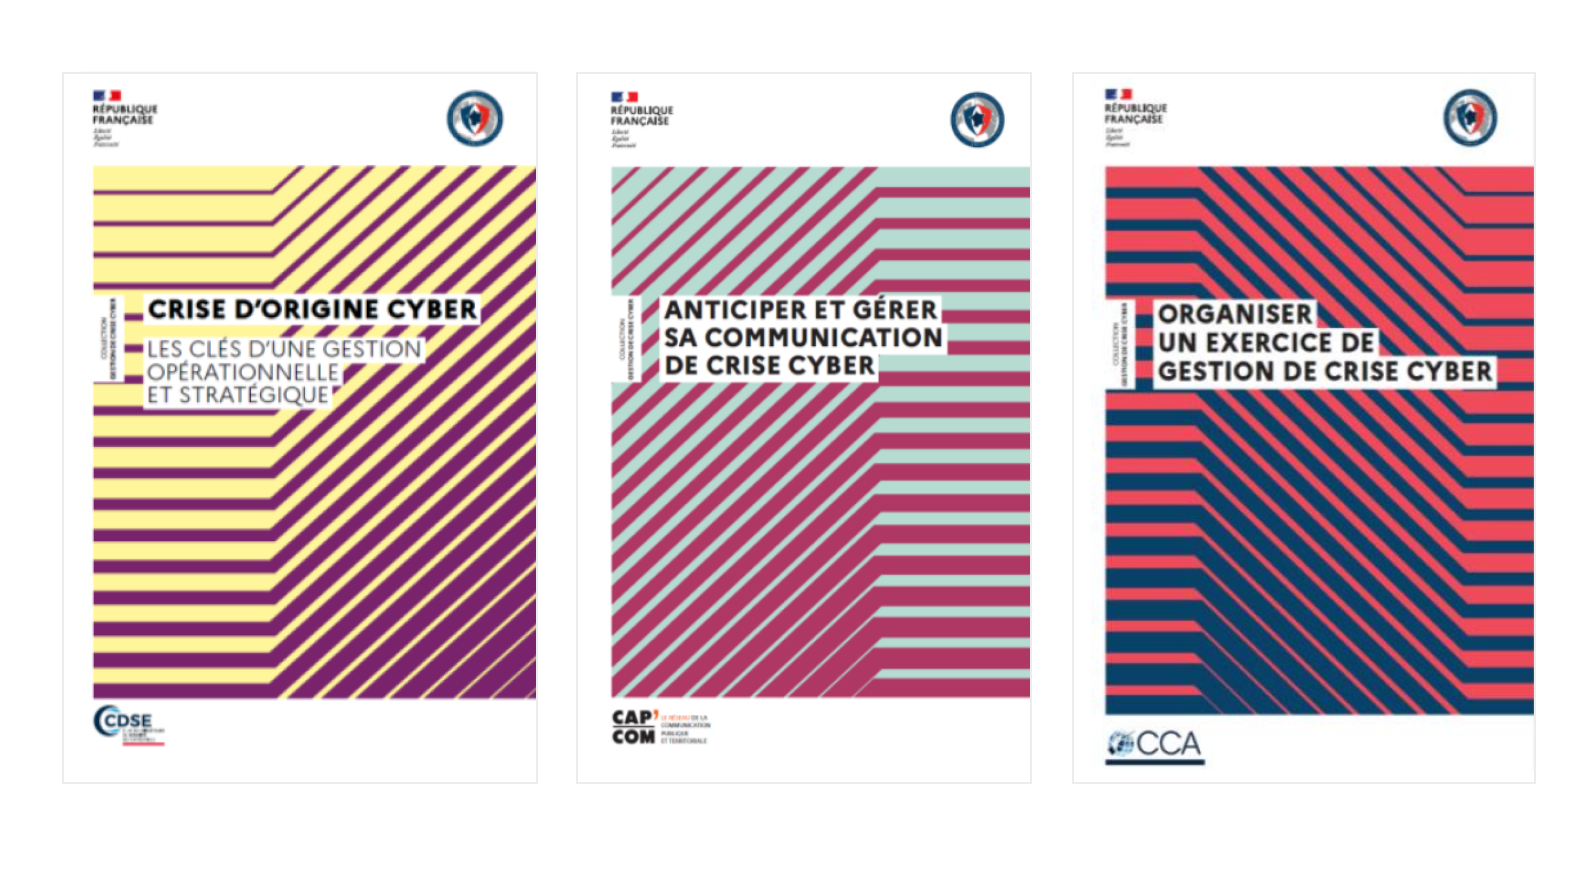 RÉPUBLIQUE
FRANÇAISE
Liberté
Égalité
Fraternité
COLLECTION
GESTION DE CRISE CYBER
CRISE D’ORIGINE CYBER
LES CLÉS D’UNE GESTION
OPÉRATIONNELLE
ET STRATÉGIQUE
CDSE
RÉPUBLIQUE
FRANÇAISE
Liberté
Égalité
Fraternité
COLLECTION
GESTION DE CRISE CYBER
ANTICIPER ET GÉRER
SA COMMUNICATION
DE CRISE CYBER
CAP’
COM
LE RÉSEAU DE LA
COMMUNICATION
PUBLIQUE
ET TERRITORIALE
RÉPUBLIQUE
FRANÇAISE
Liberté
Égalité
Fraternité
COLLECTION
GESTION DE CRISE CYBER
ORGANISER
UN EXERCICE DE
GESTION DE CRISE CYBER
CCA